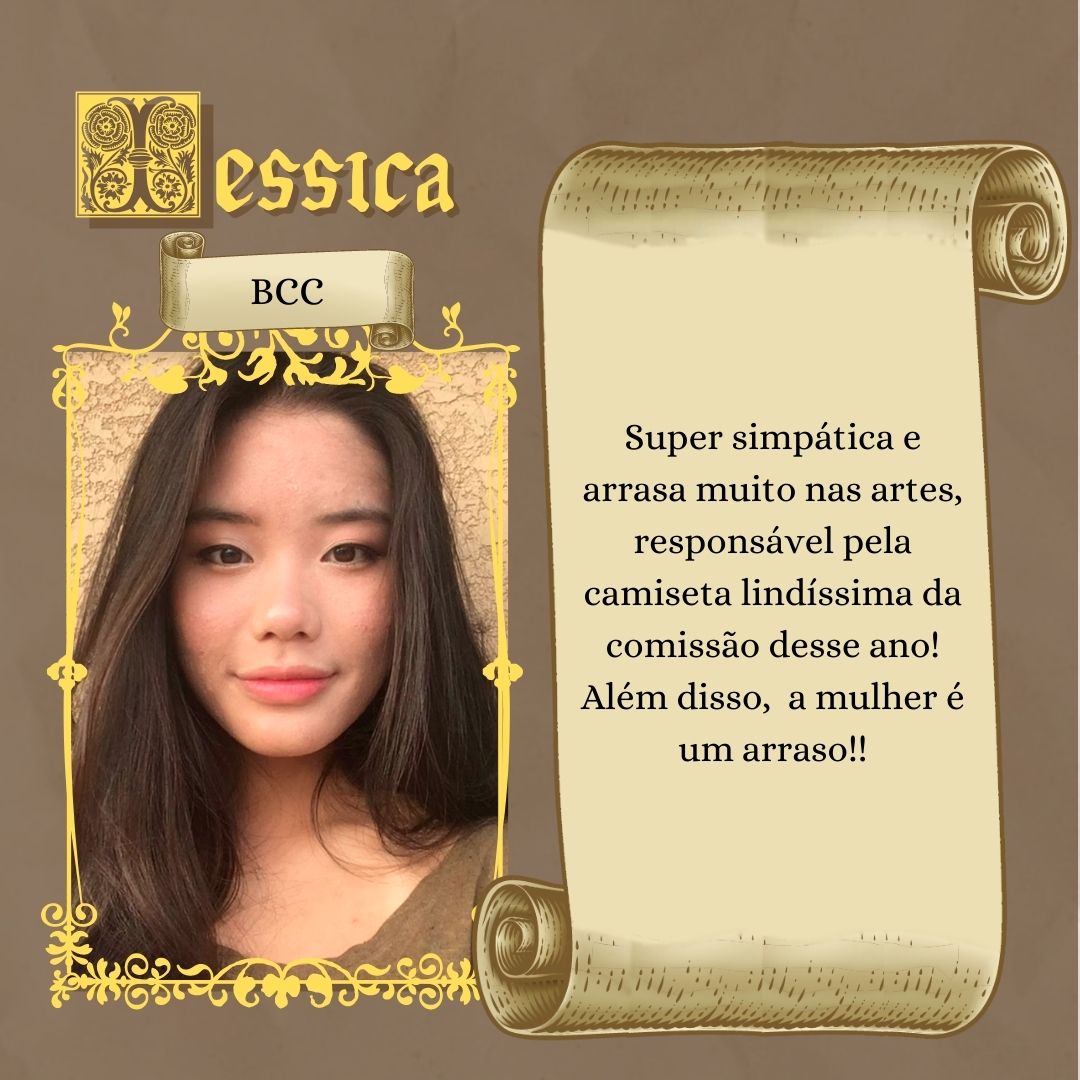 Jessica
BCC
Super simpática e
arrasa muito nas artes,
responsável pela
camiseta lindíssima da
comissão desse ano!
Além disso,  a mulher é
um arraso!!